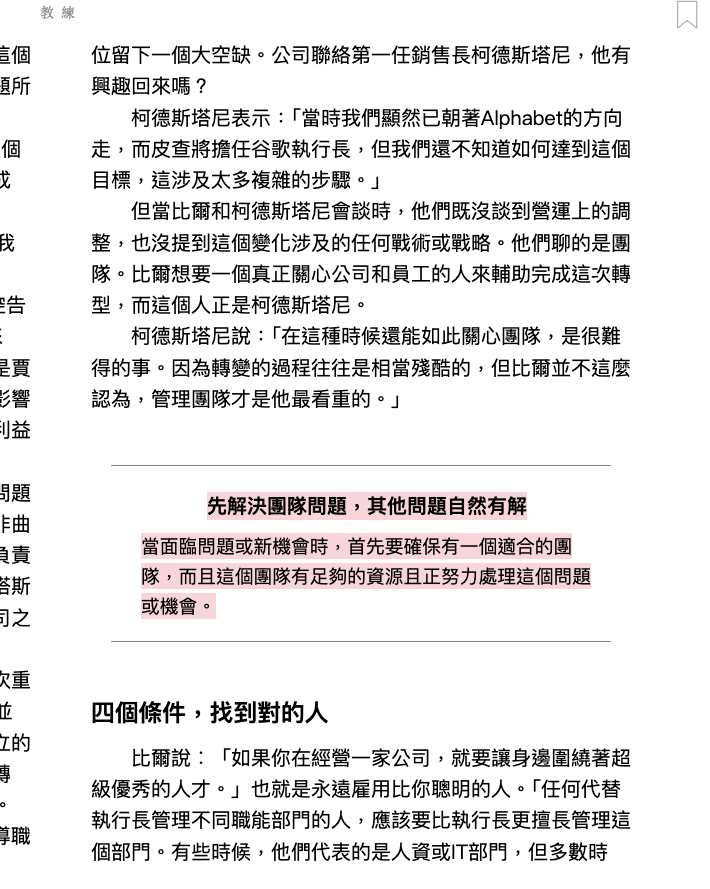 教練
位留下一個大空缺。公司聯絡第一任銷售長柯德斯塔尼，他有
興趣回來嗎？
柯德斯塔尼表示：「當時我們顯然已朝著Alphabet的方向
走，而皮查將擔任谷歌執行長，但我們還不知道如何達到這個
目標，這涉及太多複雜的步驟。」
但當比爾和柯德斯塔尼會談時，他們既沒談到營運上的調
整，也沒提到這個變化涉及的任何戰術或戰略。他們聊的是團
隊。比爾想要一個真正關心公司和員工的人來輔助完成這次轉
型，而這個人正是柯德斯塔尼。
柯德斯塔尼說：「在這種時候還能如此關心團隊，是很難
得的事。因為轉變的過程往往是相當殘酷的，但比爾並不這麼
認為，管理團隊才是他最看重的。」
先解決團隊問題，其他問題自然有解
當面臨問題或新機會時，首先要確保有一個適合的團
隊，而且這個團隊有足夠的資源且正努力處理這個問題
或機會。
四個條件，找到對的人
比爾說：「如果你在經營一家公司，就要讓身邊圍繞著超
級優秀的人才。」也就是永遠雇用比你聰明的人。「任何代替
執行長管理不同職能部門的人，應該要比執行長更擅長管理這
個部門。有些時候，他們代表的是人資或IT部門，但多數時
這個
題所
個
我
控告
是賈
影響
利益
問題
作曲
負責
塔斯
司之
次重
並
立的
轉
。
導職